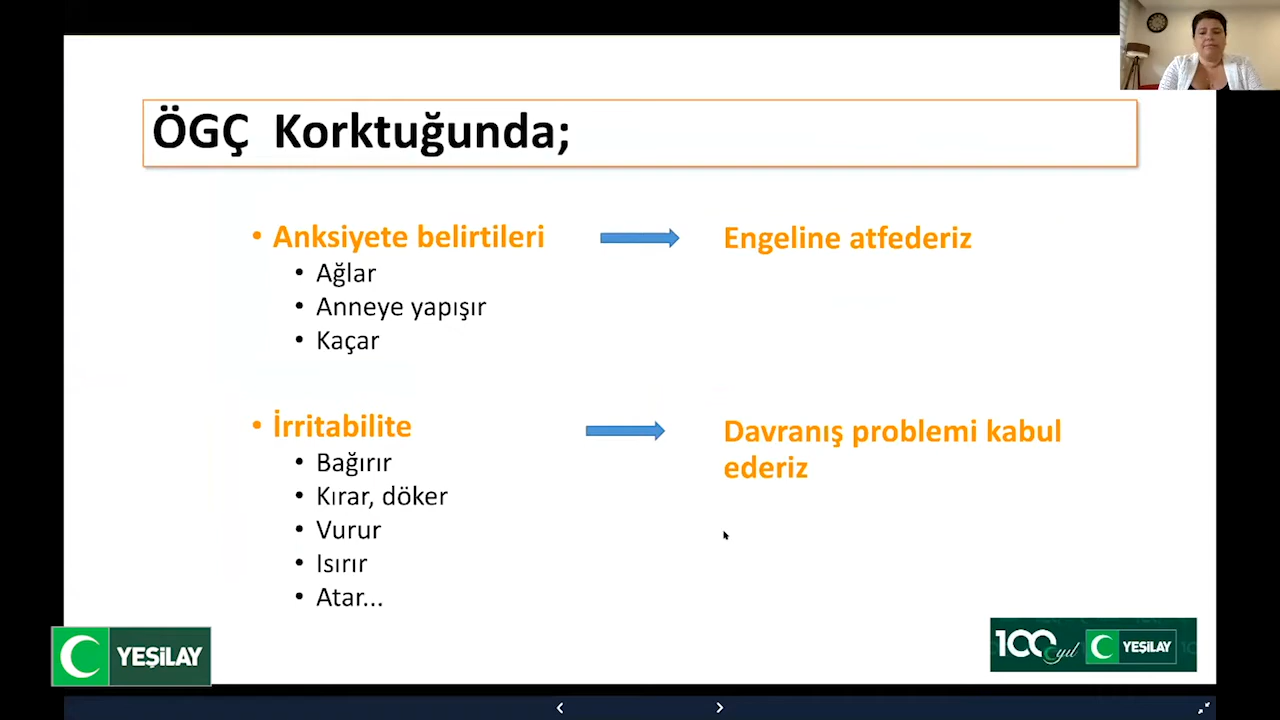 ÖGÇ Korktuğunda;
• Anksiyete belirtileri
• Ağlar
• Anneye yapışır
• Kaçar
Engeline atfederiz
• İrritabilite
• Bağırır
• Kırar, döker
• Vurur
• Isırır
• Atar...
Davranış problemi kabul
ederiz
YEŞİLAY
100 yıl YEŞİLAY